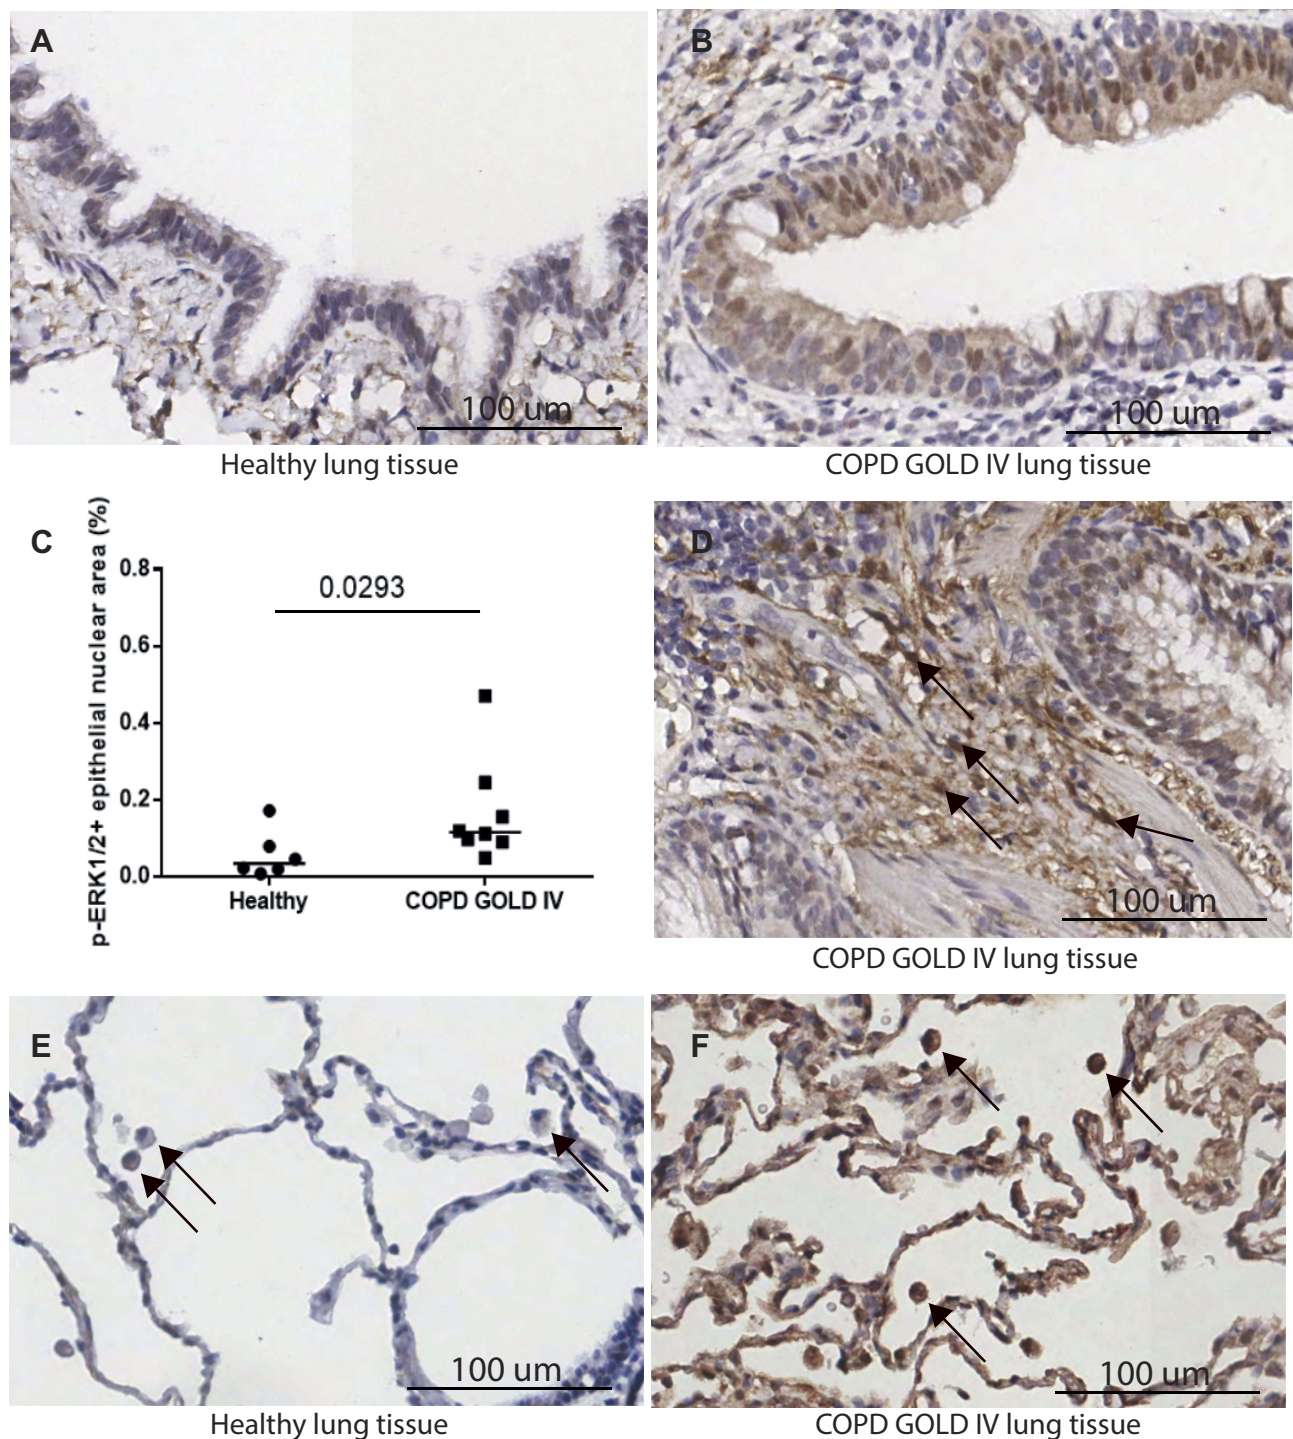 A
100 um
Healthy lung tissue
B
100 um
COPD GOLD IV lung tissue
C
p-ERK1/2+ epithelial nuclear area (%)
0.8
0.6
0.4
0.2
0.0
0.0293
Healthy
COPD GOLD IV
D
100 um
COPD GOLD IV lung tissue
E
100 um
Healthy lung tissue
F
100 um
COPD GOLD IV lung tissue